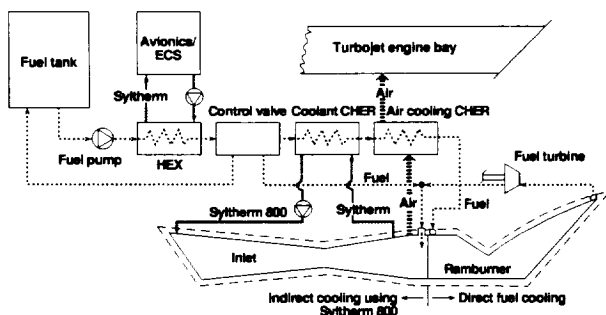 Avionics/
ECS
Turbojet engine bay
Fuel tank
Syltherm
Air
Control valve
Coolant CHER
Air cooling CHER
Fuel pump
HEX
Fuel turbine
Fuel
Syltherm 800
Syltherm
Air
Fuel
Inlet
Ramburner
Indirect cooling using
Syltherm 800
Direct fuel cooling